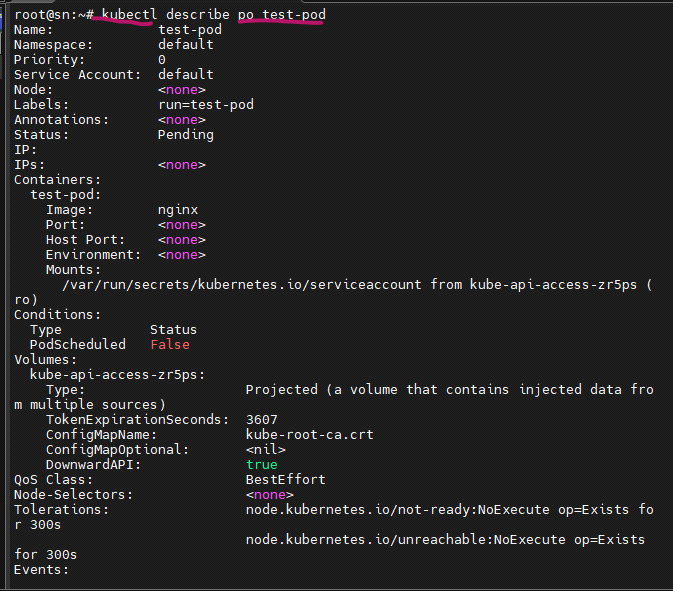 root@sn:~# kubectl describe po test-pod
Name:             test-pod
Namespace:        default
Priority:         0
Service Account:  default
Node:             <none>
Labels:           run=test-pod
Annotations:      <none>
Status:           Pending
IP:
IPs:              <none>
Containers:
  test-pod:
    Image:        nginx
    Port:         <none>
    Host Port:    <none>
    Environment:  <none>
    Mounts:
      /var/run/secrets/kubernetes.io/serviceaccount from kube-api-access-zr5ps (
ro)
Conditions:
  Type           Status
  PodScheduled   False
Volumes:
  kube-api-access-zr5ps:
    Type:                    Projected (a volume that contains injected data fro
m multiple sources)
    TokenExpirationSeconds:  3607
    ConfigMapName:           kube-root-ca.crt
    ConfigMapOptional:       <nil>
    DownwardAPI:             true
QoS Class:                   BestEffort
Node-Selectors:              <none>
Tolerations:                 node.kubernetes.io/not-ready:NoExecute op=Exists fo
r 300s
                             node.kubernetes.io/unreachable:NoExecute op=Exists
for 300s
Events: